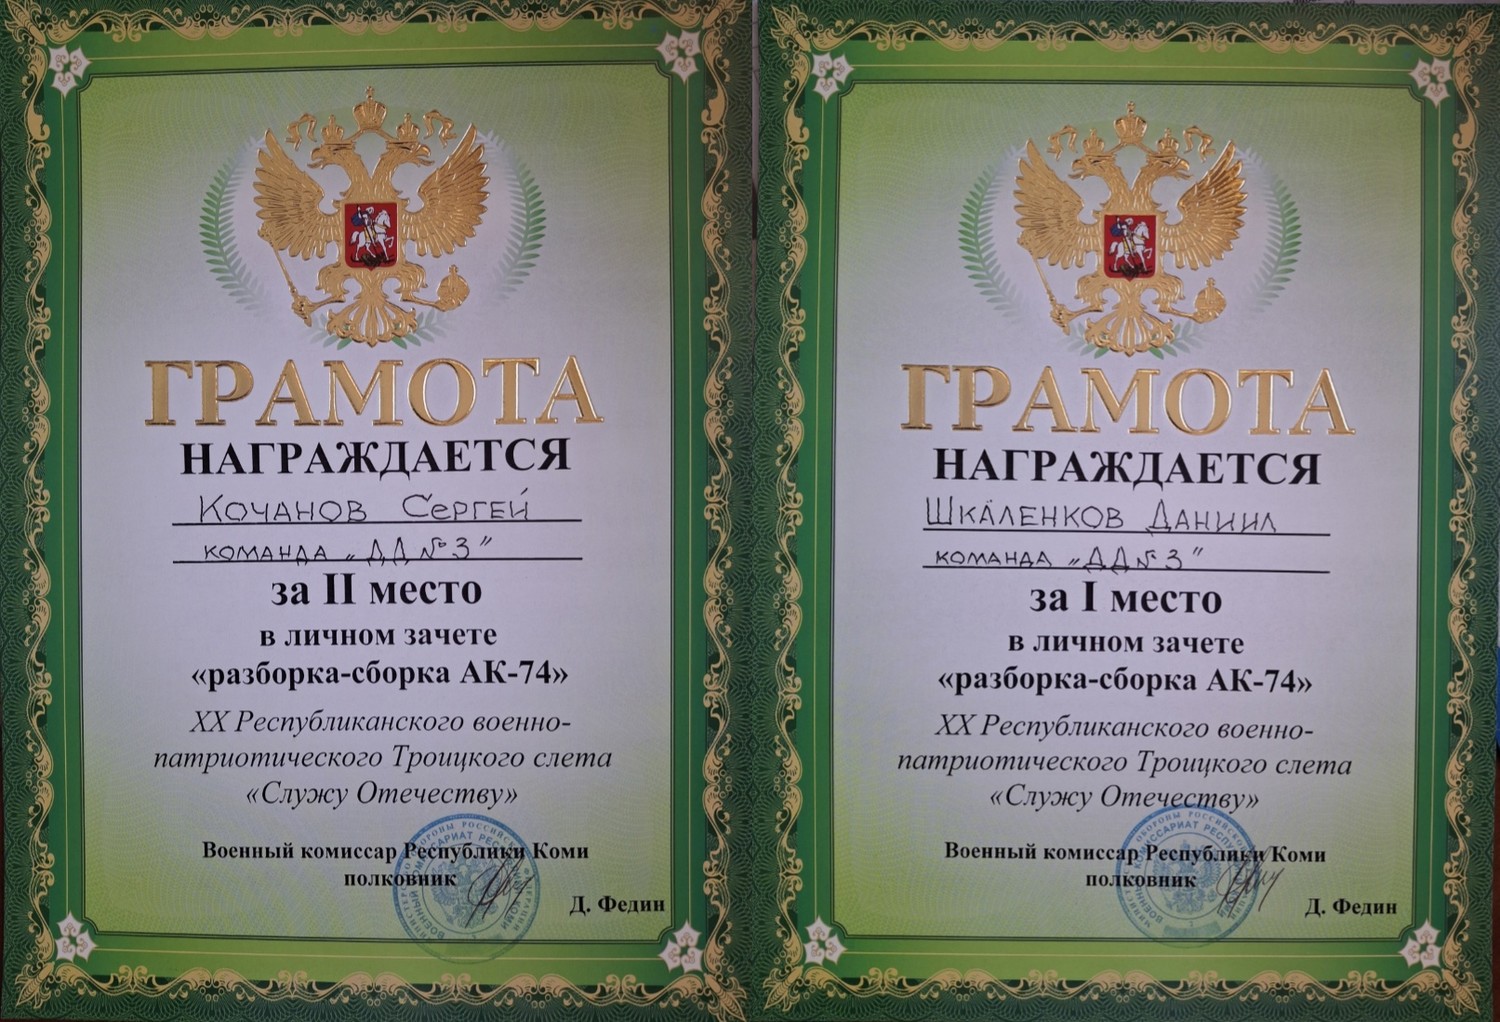 ГРАМОТА
НАГРАЖДАЕТСЯ
Кочанов Сергей
команда „ДД №3”
за II место
в личном зачете
«разборка-сборка АК-74»
XX Республиканского военно-
патриотического Троицкого слета
«Служу Отечеству»
Военный комиссар Республики Коми
полковник
Д. Федин
ГРАМОТА
НАГРАЖДАЕТСЯ
Шкаленков Даниил
команда „ДД №3”
за I место
в личном зачете
«разборка-сборка АК-74»
XX Республиканского военно-
патриотического Троицкого слета
«Служу Отечеству»
Военный комиссар Республики Коми
полковник
Д. Федин